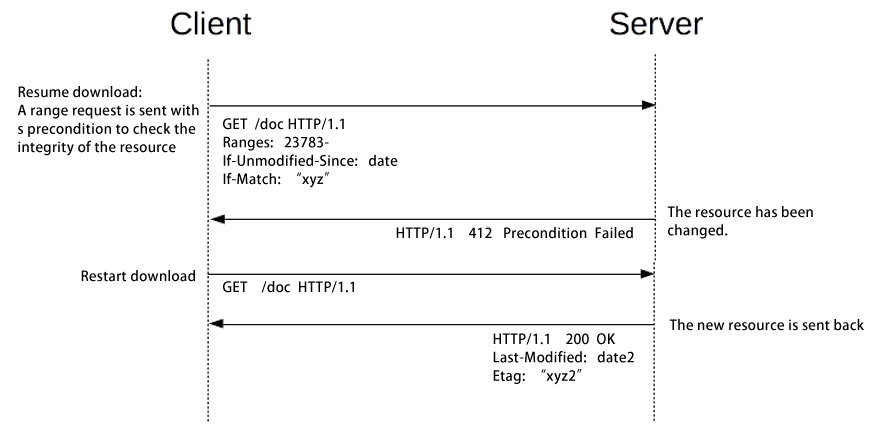 Client
Server
Resume download:
A range request is sent with
s precondition to check the
integrity of the resource
GET /doc HTTP/1.1
Ranges: 23783-
If-Unmodified-Since: date
If-Match: “xyz”
The resource has been
changed.
HTTP/1.1 412 Precondition Failed
Restart download
GET /doc HTTP/1.1
The new resource is sent back
HTTP/1.1 200 OK
Last-Modified: date2
Etag: “xyz2”